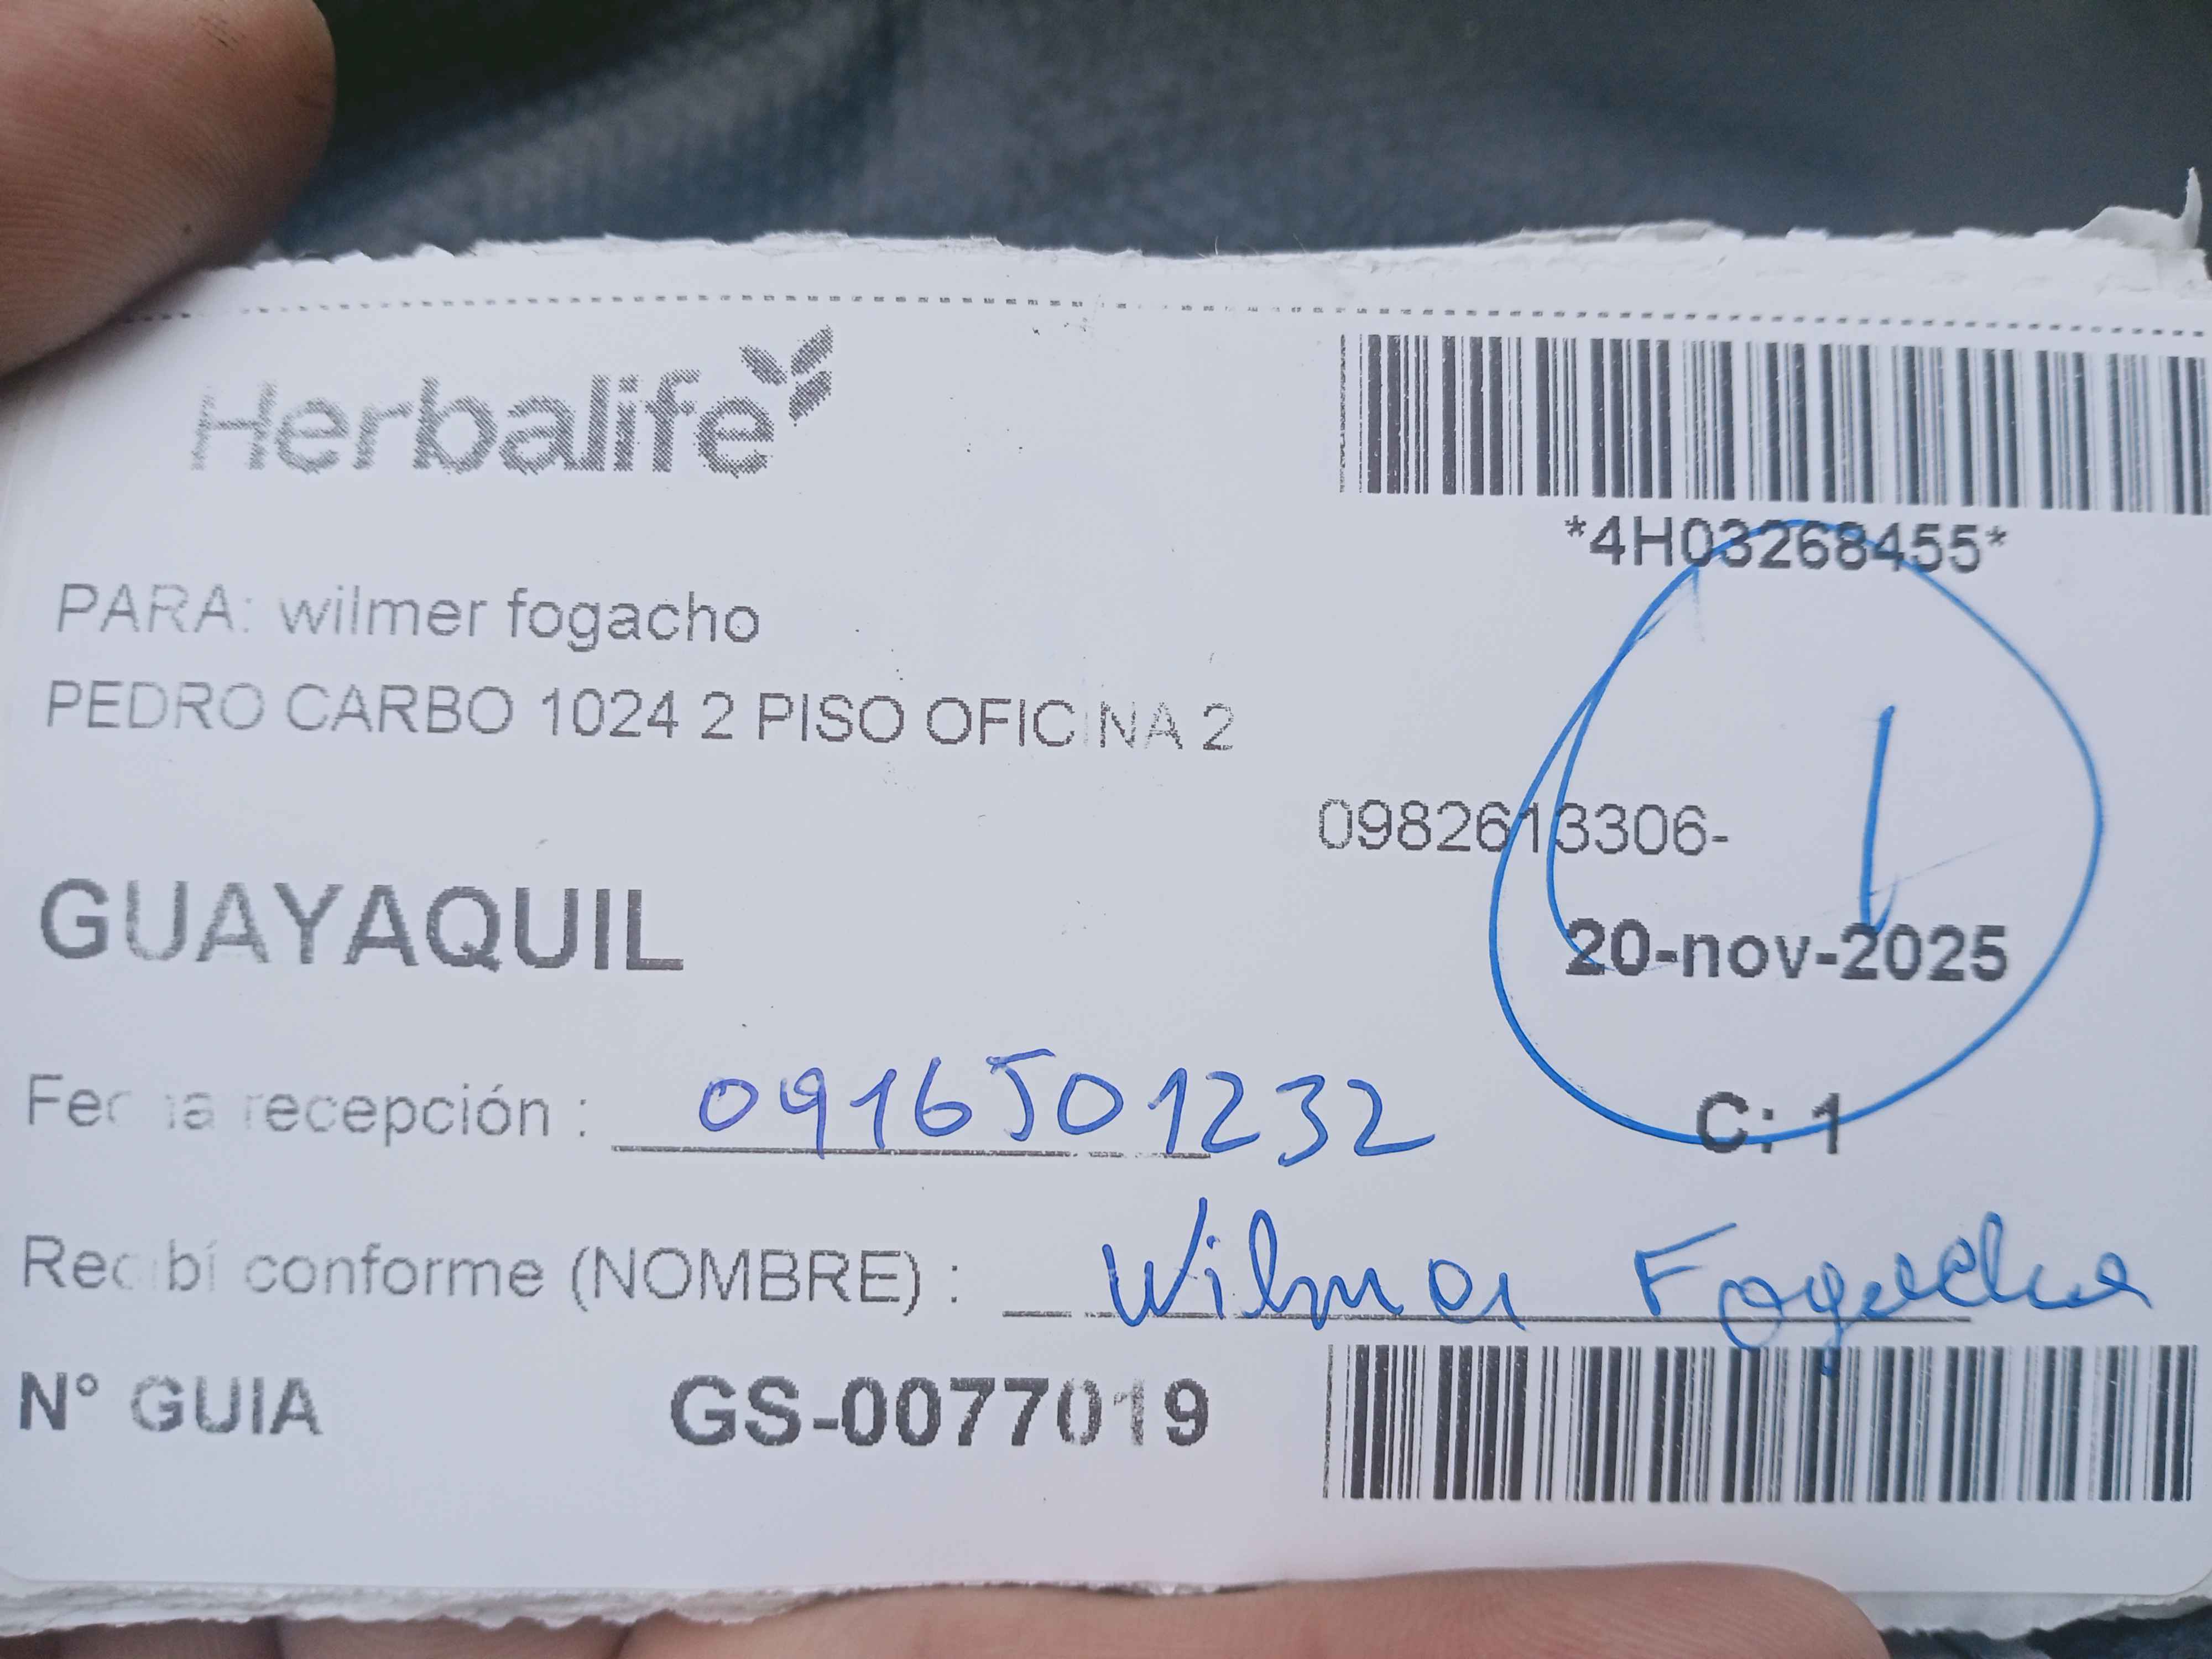 Herbalife
*4H03268455*
PARA: wilmer fogacho
PEDRO CARBO 1024 2 PISO OFICINA 2
0982613306-
1
GUAYAQUIL
20-nov-2025
Fecha recepción : 0916501232
C: 1
Recibí conforme (NOMBRE) : Wilmer Fogacho
N° GUIA GS-0077019